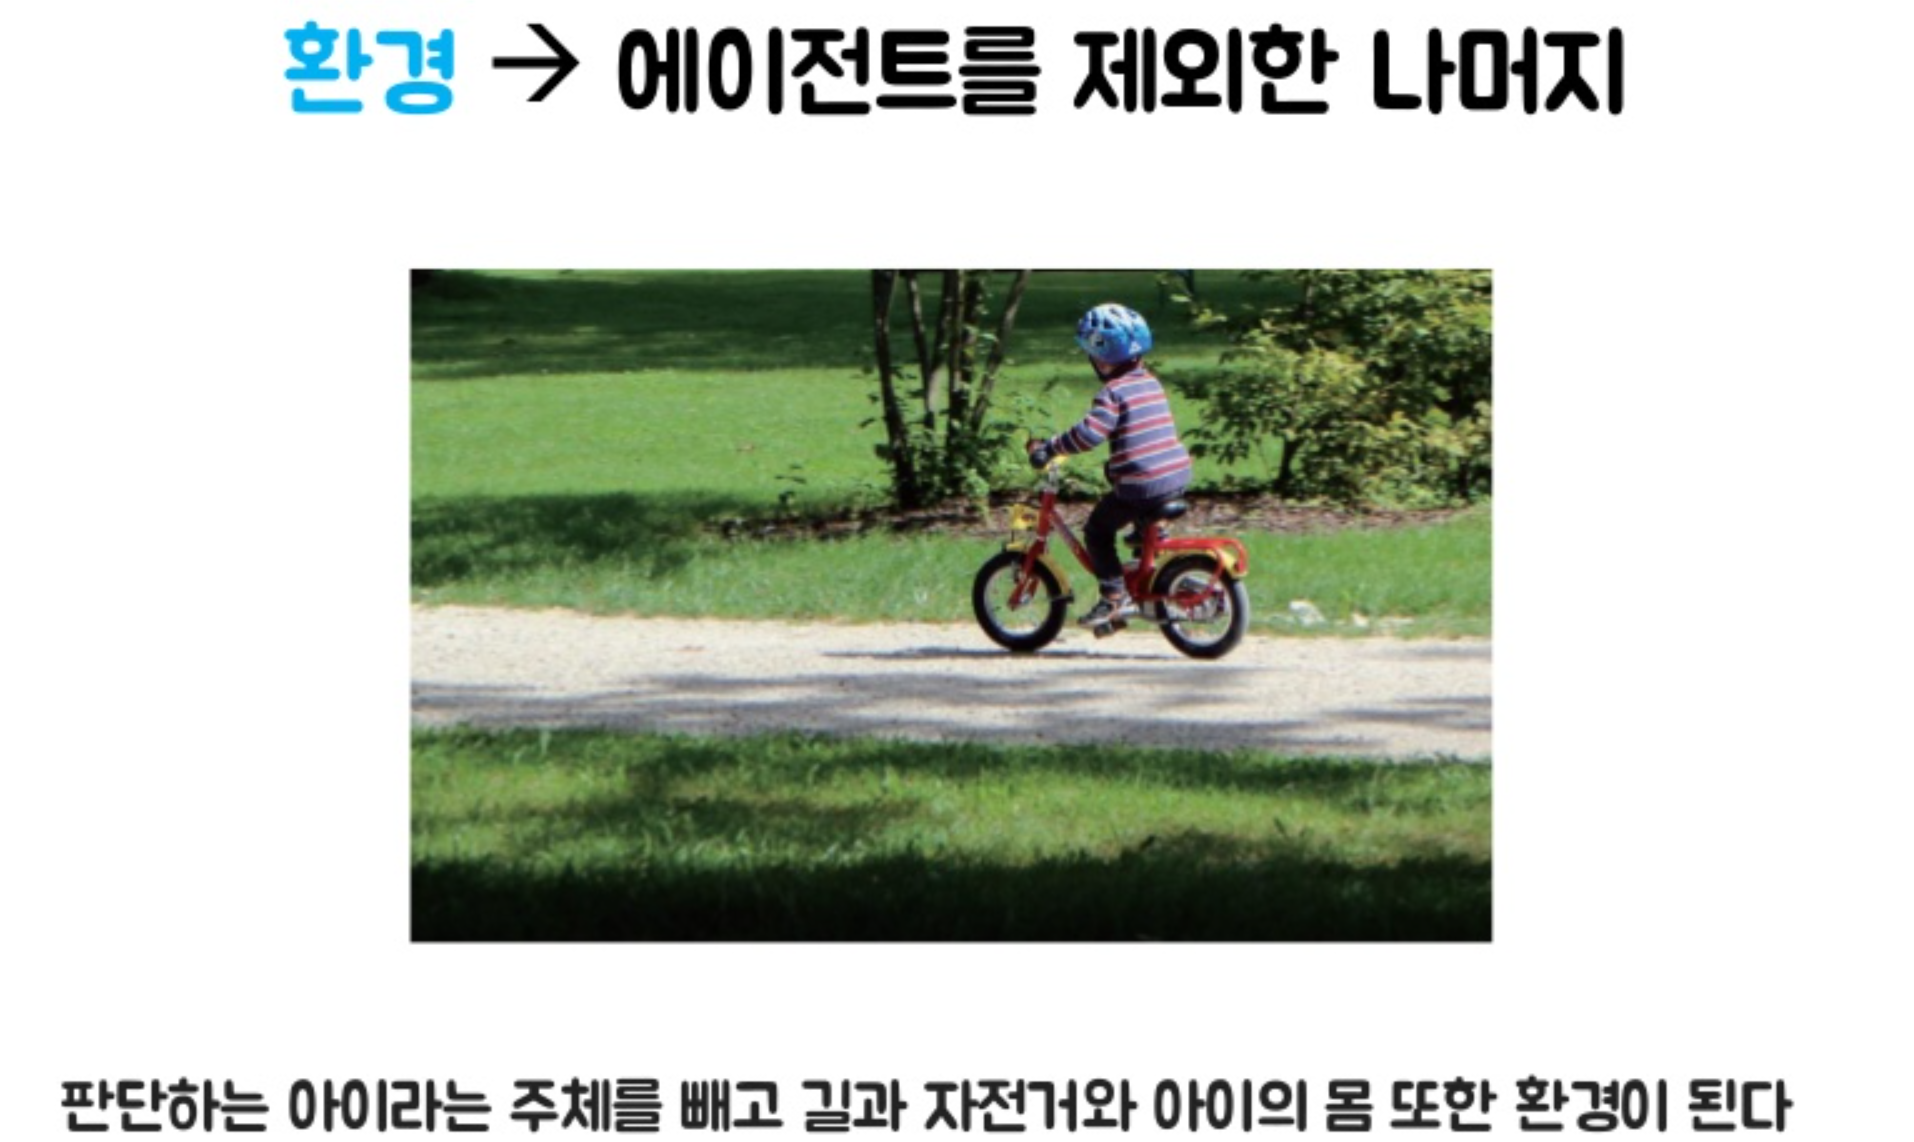 환경 → 에이전트를 제외한 나머지
판단하는 아이라는 주체를 빼고 길과 자전거와 아이의 몸 또한 환경이 된다